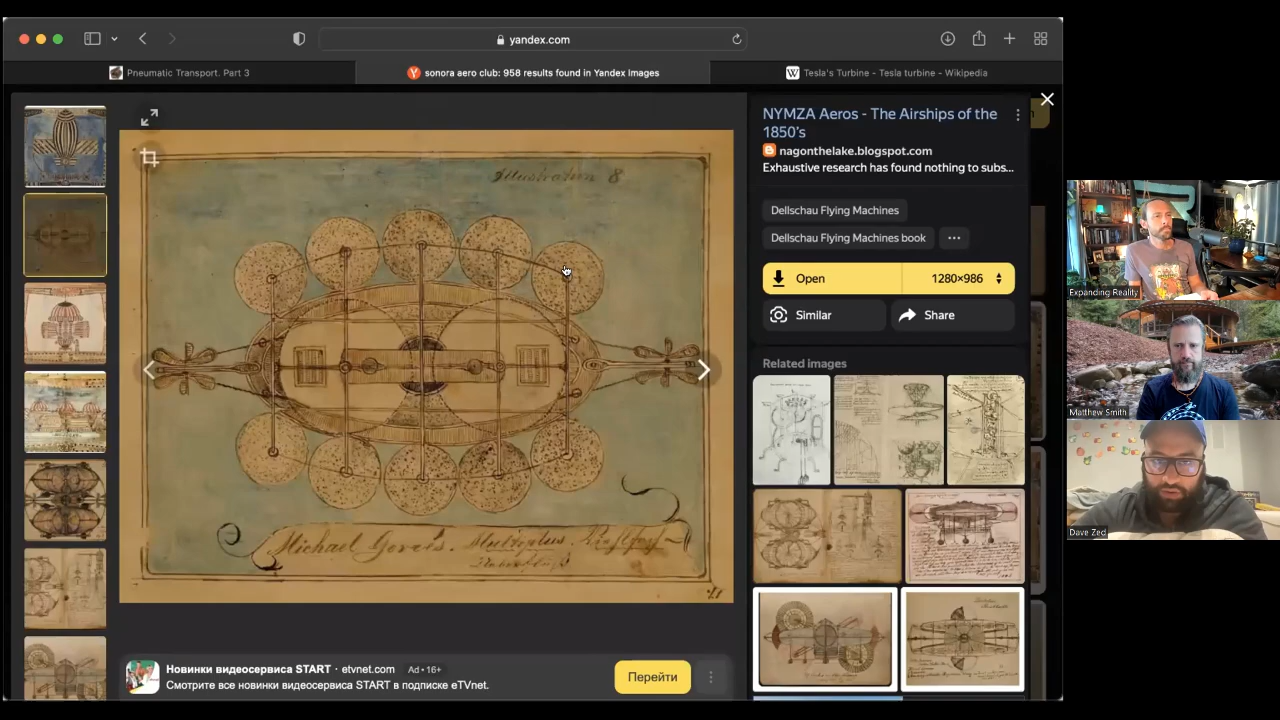 yandex.com
Pneumatic Transport. Part 3
sonora aero club: 958 results found in Yandex Images
Tesla's Turbine - Tesla turbine - Wikipedia
NYMZA Aeros - The Airships of the
1850's
nagonthelake.blogspot.com
Exhaustive research has found nothing to subs...
Dellschau Flying Machines
Dellschau Flying Machines book
Open
1280×986
Similar
Share
Related images
Illustration 8
Michael Goreis.
Новинки видеосервиса START · etvnet.com
Ad • 16+
Смотрите все новинки видеосервиса START в подписке eTVnet.
Перейти
Expanding Reality
Matthew Smith
Dave Zed